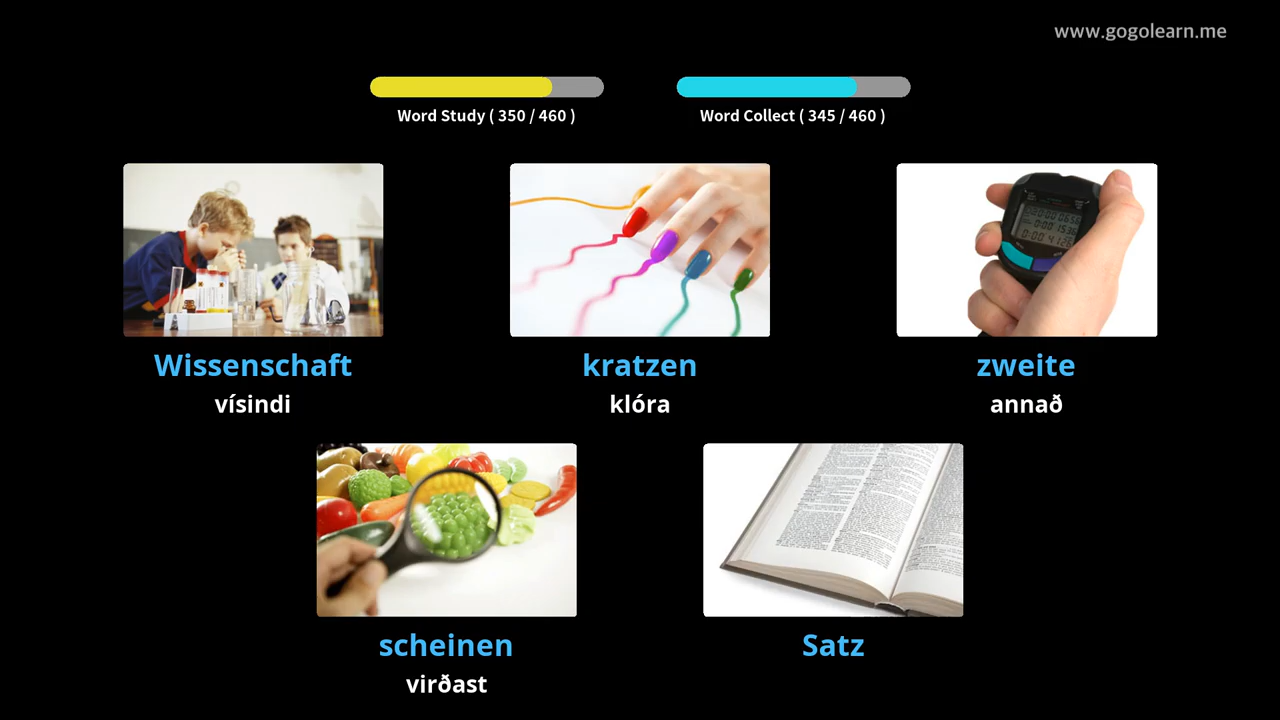 www.gogolearn.me
Word Study ( 350 / 460 )
Word Collect ( 345 / 460 )
Wissenschaft
vísindi
kratzen
klóra
zweite
annað
scheinen
virðast
Satz